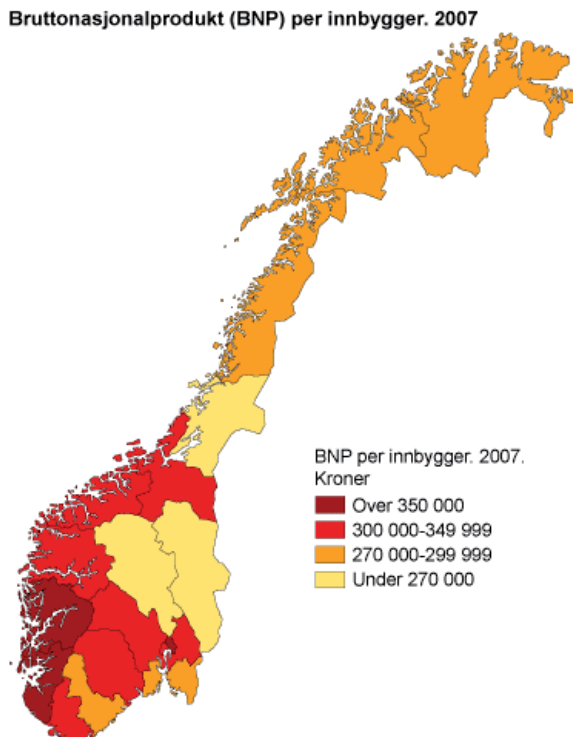 Bruttonasjonalprodukt (BNP) per innbygger. 2007
BNP per innbygger. 2007.
Kroner
Over 350 000
300 000-349 999
270 000-299 999
Under 270 000